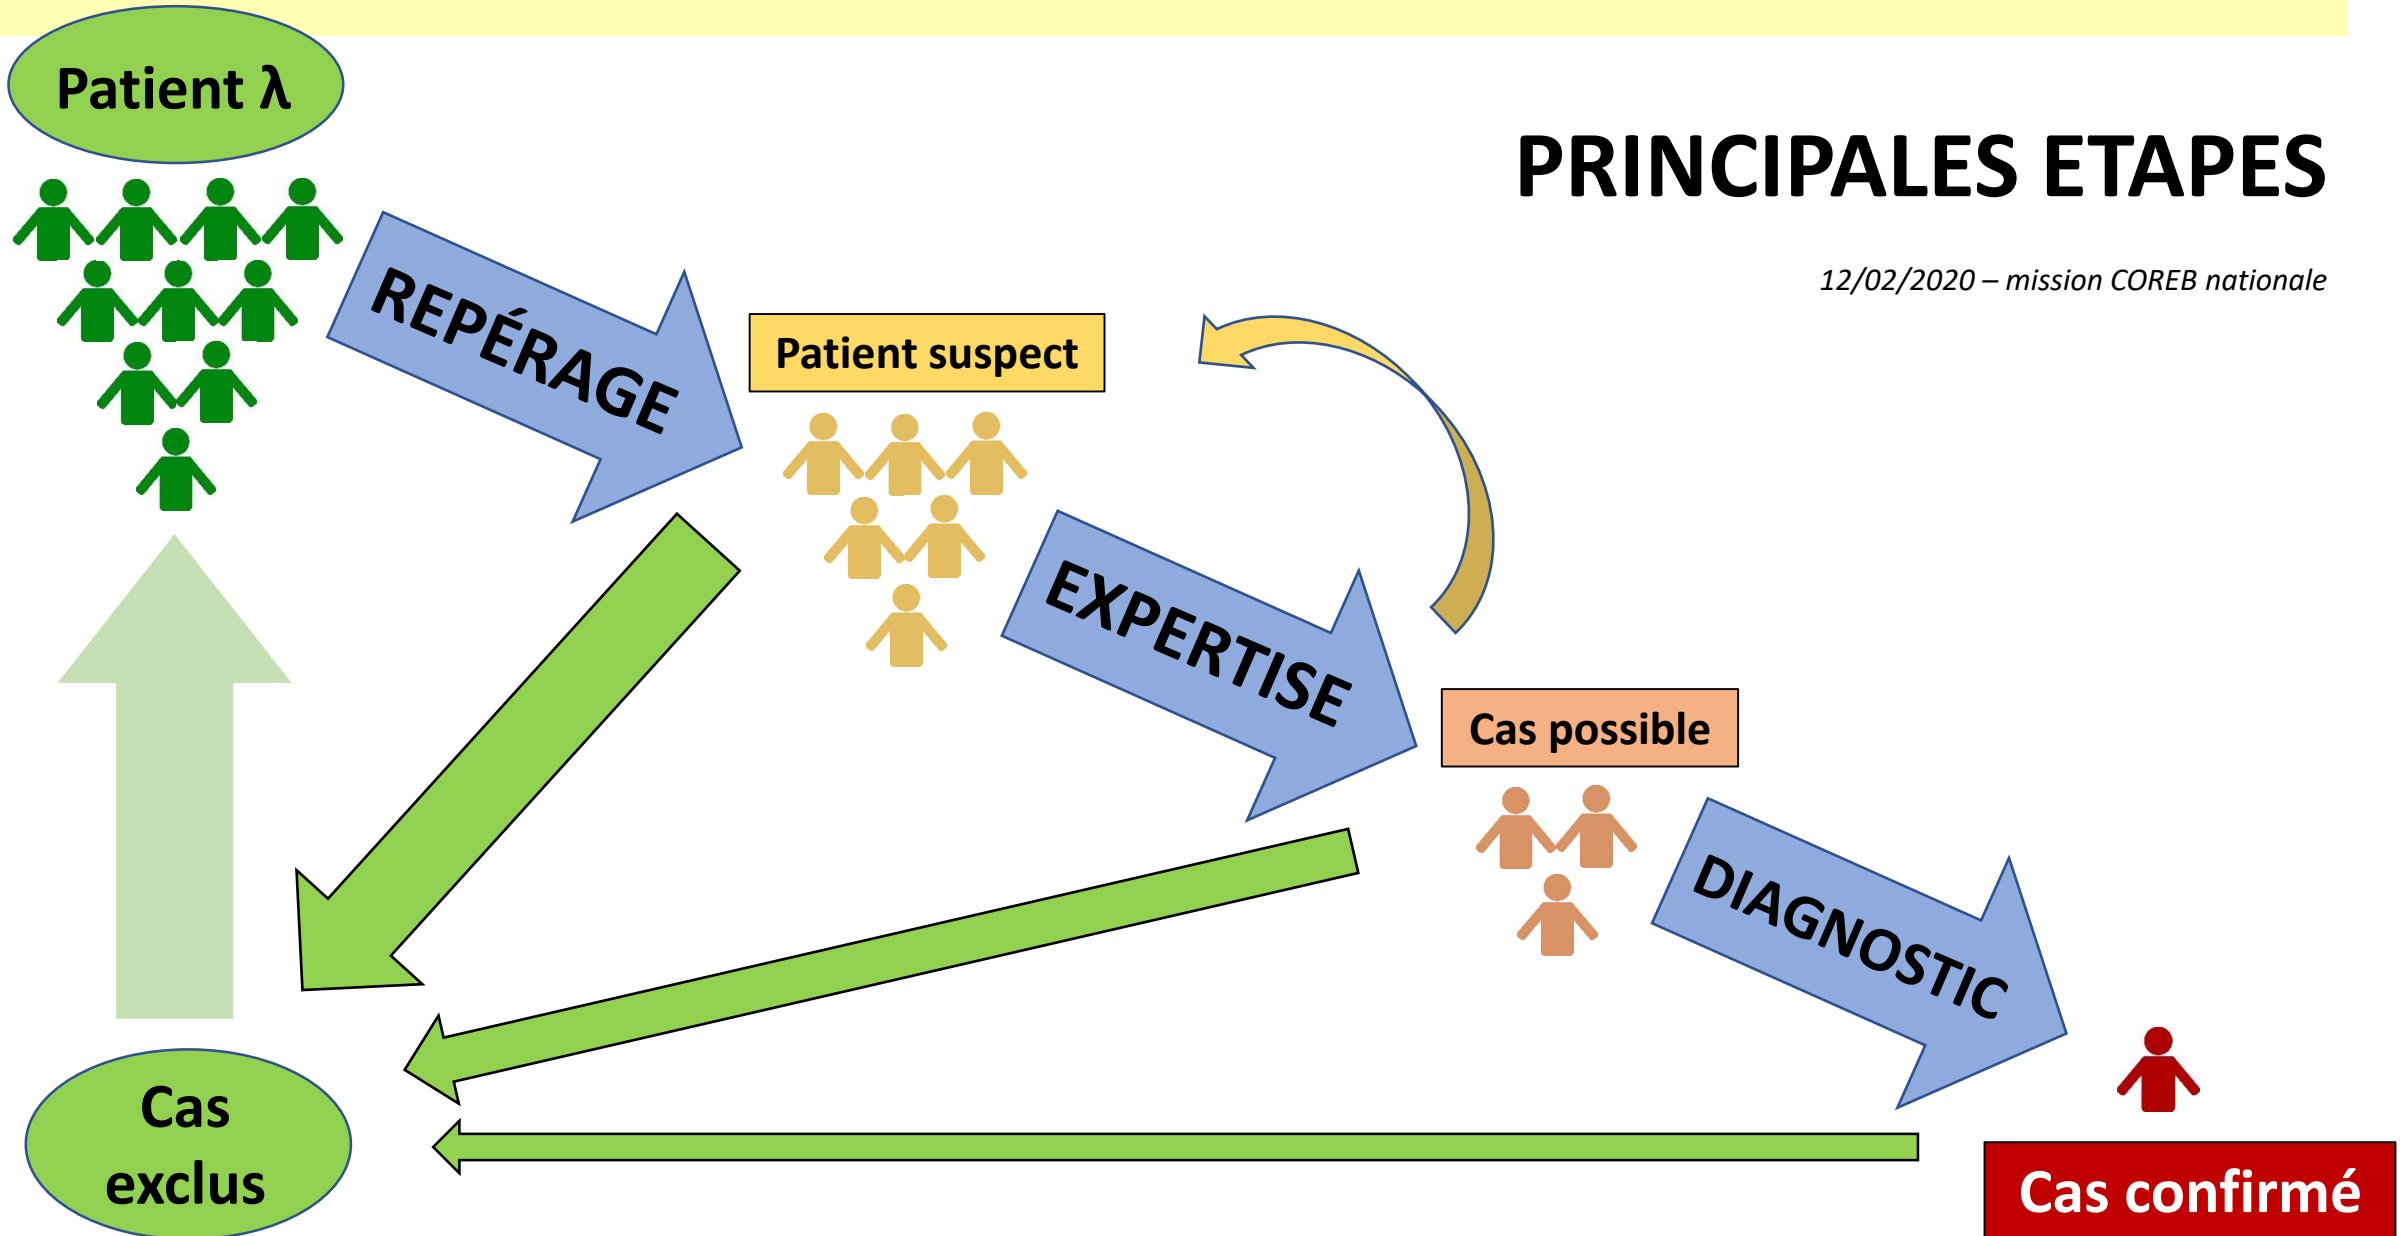 Patient λ
PRINCIPALES ETAPES
12/02/2020 – mission COREB nationale
REPÉRAGE
Patient suspect
EXPERTISE
Cas possible
DIAGNOSTIC
Cas
exclus
Cas confirmé